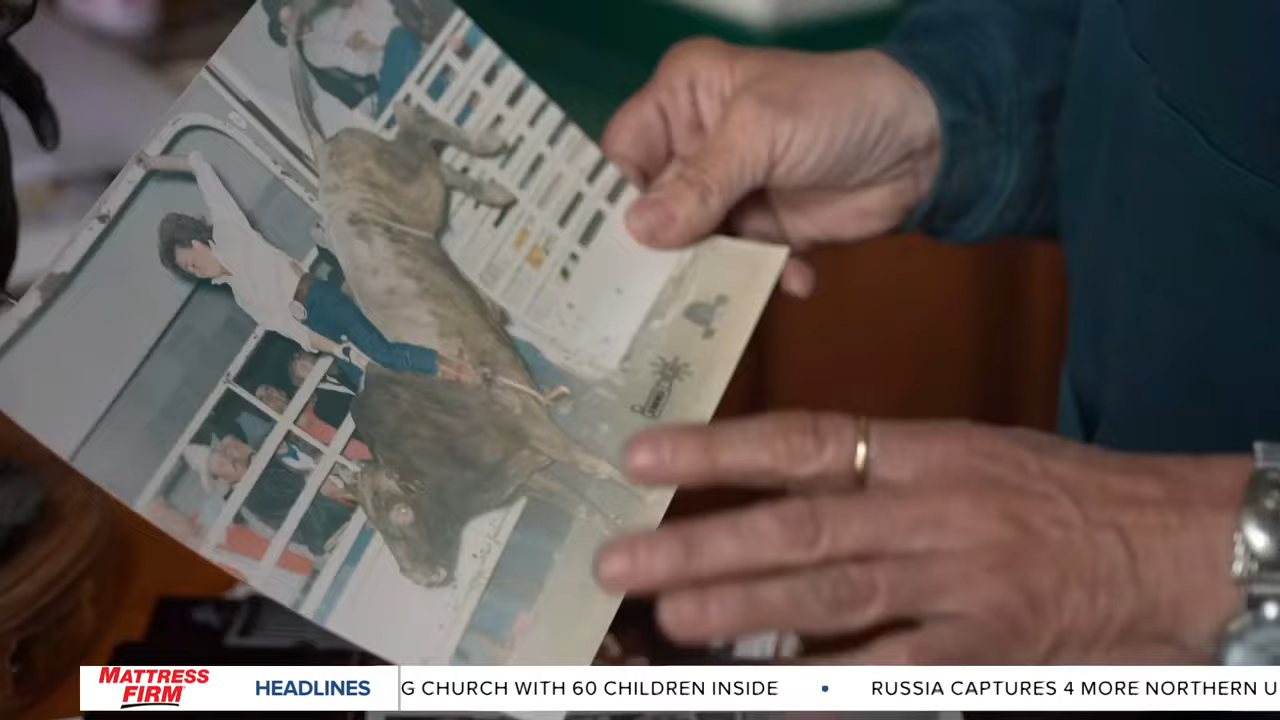 MATTRESS FIRM
HEADLINES
G CHURCH WITH 60 CHILDREN INSIDE • RUSSIA CAPTURES 4 MORE NORTHERN U